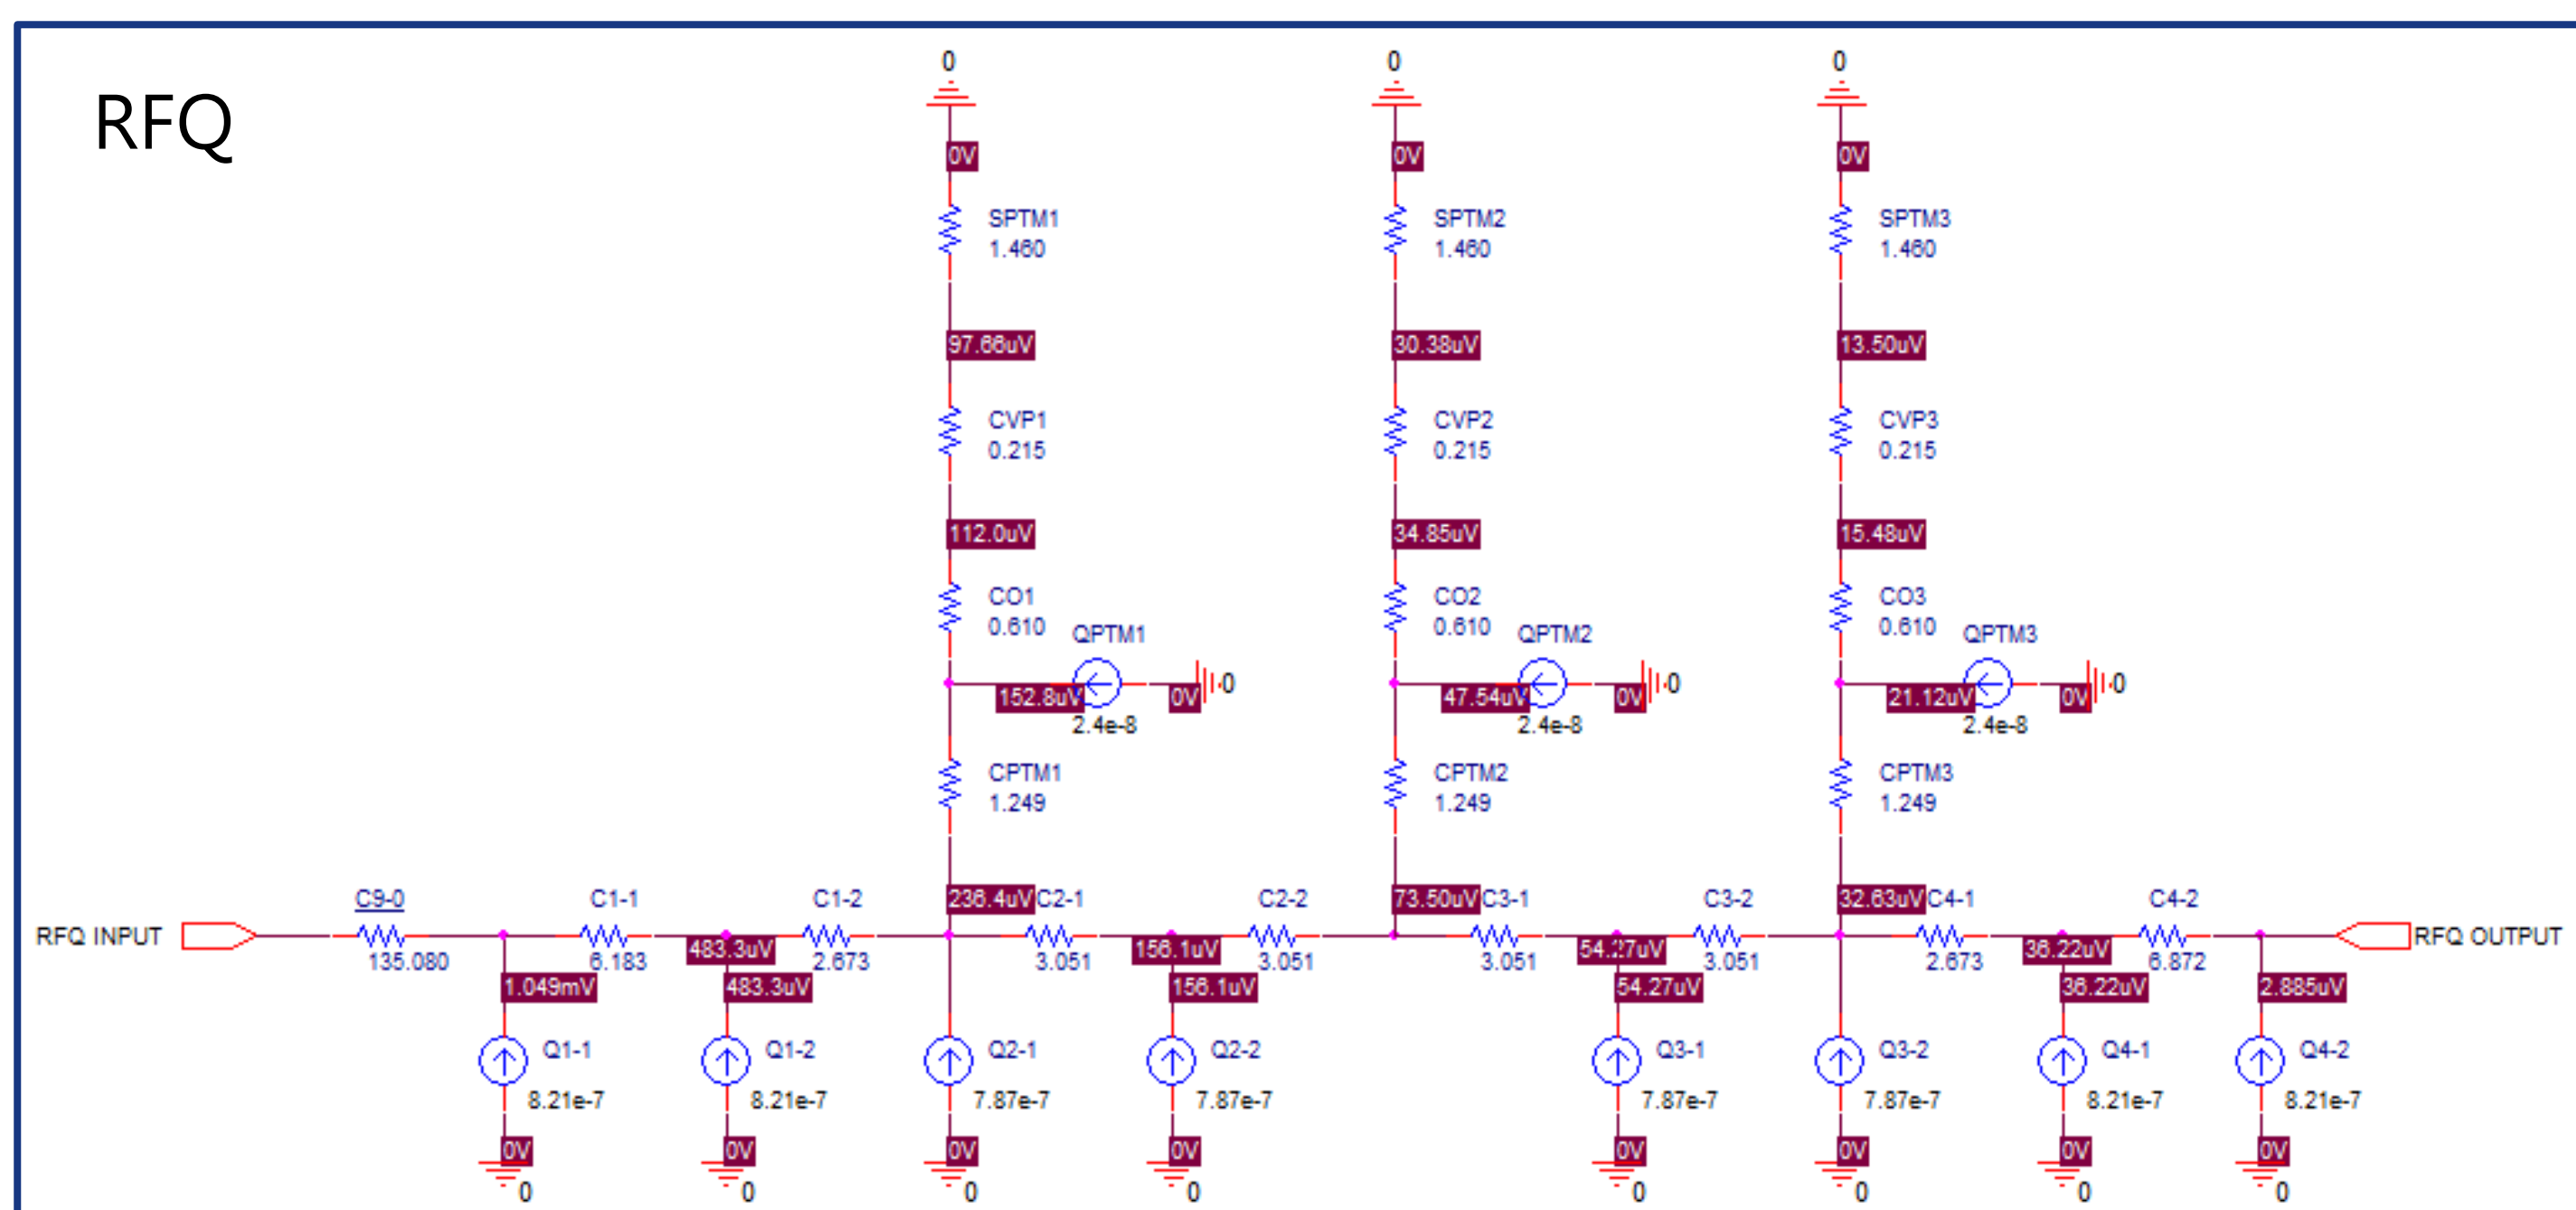 RFQ
0 0 0
0V 0V 0V
SPTM1 SPTM2 SPTM3
1.460 1.460 1.460
97.66uV 30.38uV 13.50uV
CVP1 CVP2 CVP3
0.215 0.215 0.215
112.0uV 34.85uV 15.48uV
CO1 CO2 CO3
0.610 QPTM1 0.610 QPTM2 0.610 QPTM3
152.8uV 0V 0 47.54uV 0V 0 21.12uV 0V 0
2.4e-8 2.4e-8 2.4e-8
CPTM1 CPTM2 CPTM3
1.249 1.249 1.249
C9-0 C1-1 C1-2 236.4uV C2-1 C2-2 73.50uV C3-1 C3-2 32.63uV C4-1 C4-2
RFQ INPUT RFQ OUTPUT
135.080 6.183 483.3uV 2.673 3.051 156.1uV 3.051 3.051 54.27uV 3.051 2.673 36.22uV 6.872
1.049mV 483.3uV 156.1uV 54.27uV 36.22uV 2.885uV
Q1-1 Q1-2 Q2-1 Q2-2 Q3-1 Q3-2 Q4-1 Q4-2
8.21e-7 8.21e-7 7.87e-7 7.87e-7 7.87e-7 7.87e-7 8.21e-7 8.21e-7
0V 0V 0V 0V 0V 0V 0V 0V
0 0 0 0 0 0 0 0